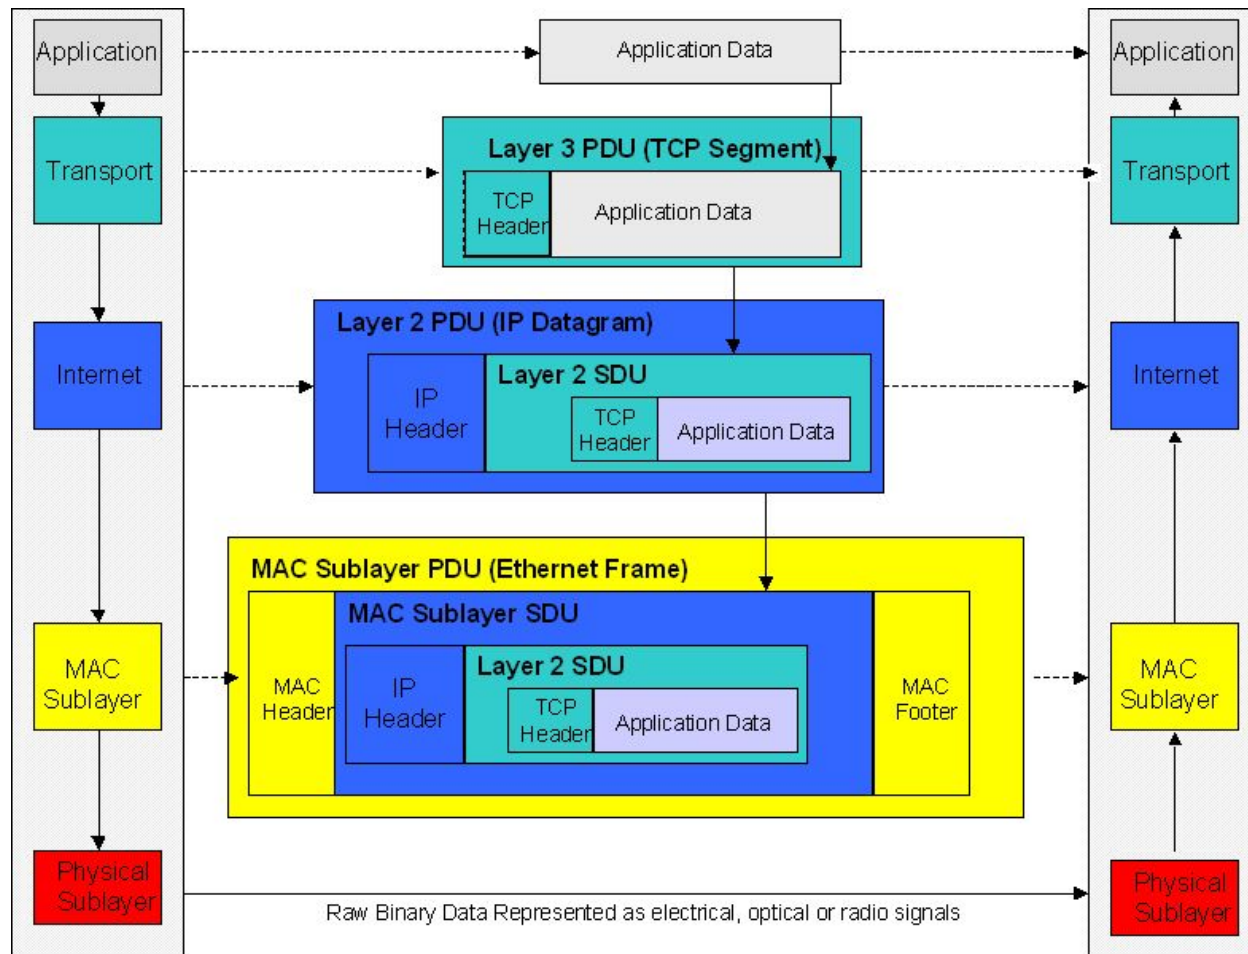 Application
Application Data
Application
Transport
Layer 3 PDU (TCP Segment)
TCP
Header
Application Data
Transport
Internet
Layer 2 PDU (IP Datagram)
IP
Header
Layer 2 SDU
TCP
Header
Application Data
Internet
MAC
Sublayer
MAC Sublayer PDU (Ethernet Frame)
MAC
Header
MAC Sublayer SDU
IP
Header
Layer 2 SDU
TCP
Header
Application Data
MAC
Footer
MAC
Sublayer
Physical
Sublayer
Raw Binary Data Represented as electrical, optical or radio signals
Physical
Sublayer